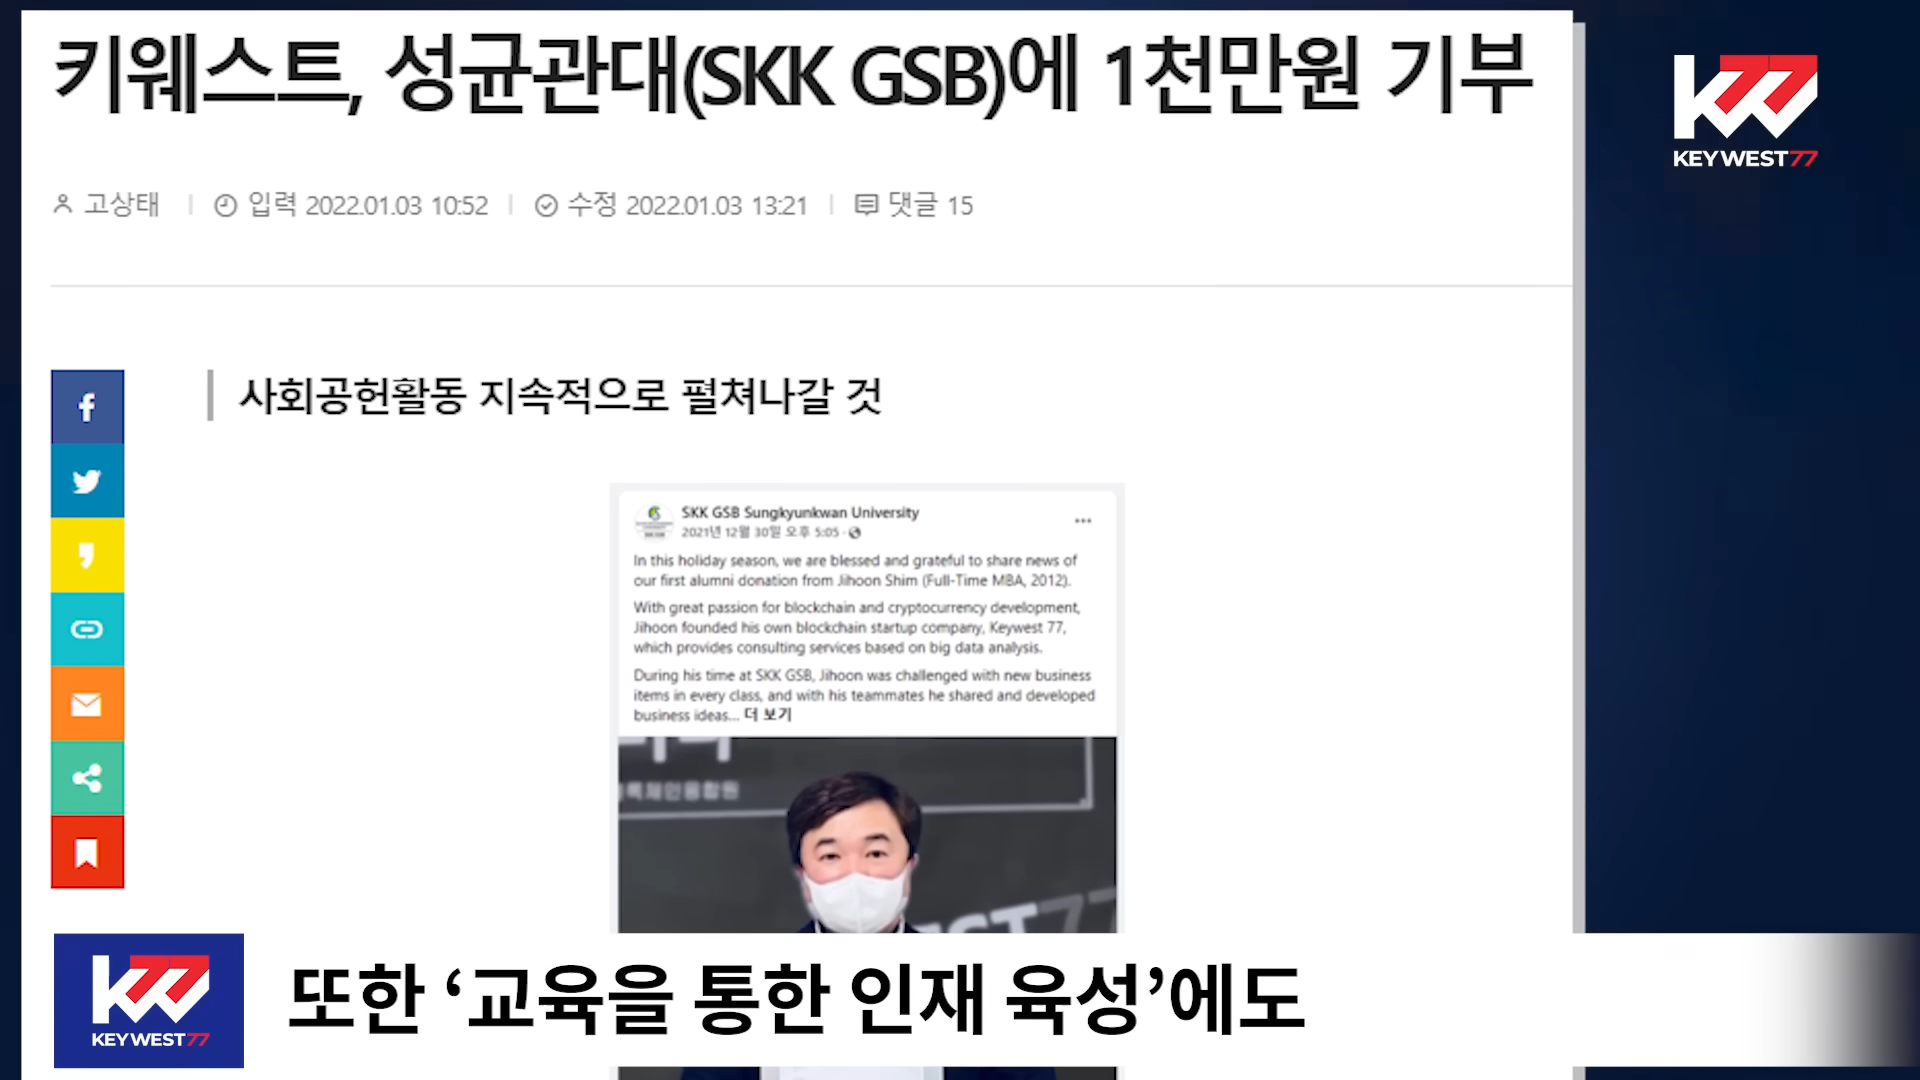 키웨스트, 성균관대(SKK GSB)에 1천만원 기부
KEYWEST77
고상태 입력 2022.01.03 10:52 수정 2022.01.03 13:21 댓글 15
사회공헌활동 지속적으로 펼쳐나갈 것
SKK GSB Sungkyunkwan University
2021년 12월 30일 오후 5:05
In this holiday season, we are blessed and grateful to share news of
our first alumni donation from Jihoon Shim (Full-Time MBA, 2012).
With great passion for blockchain and cryptocurrency development,
Jihoon founded his own blockchain startup company, Keywest 77,
which provides consulting services based on big data analysis.
During his time at SKK GSB, Jihoon was challenged with new business
items in every class, and with his teammates he shared and developed
business ideas... 더 보기
록체인융합원
ST77
KEYWEST77
또한 ‘교육을 통한 인재 육성’에도